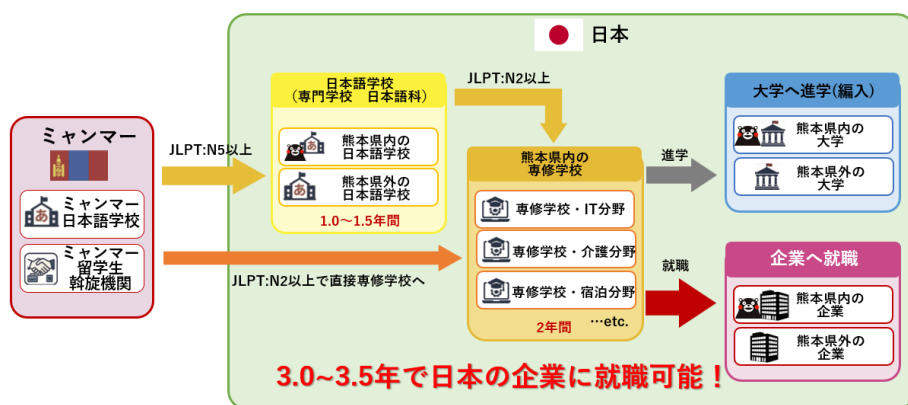 日本
ミャンマー
ミャンマー
日本語学校
ミャンマー
留学生
斡旋機関
JLPT:N5以上
日本語学校
(専門学校　日本語科)
あ
熊本県内の
日本語学校
あ
熊本県外の
日本語学校
1.0～1.5年間
JLPT:N2以上
あ
JLPT:N2以上で直接専修学校へ
熊本県内の
専修学校
専修学校・IT分野
専修学校・介護分野
専修学校・宿泊分野
2年間 …etc.
進学
就職
大学へ進学(編入)
熊本県内の
大学
熊本県外の
大学
企業へ就職
熊本県内の
企業
熊本県外の
企業
3.0~3.5年で日本の企業に就職可能！